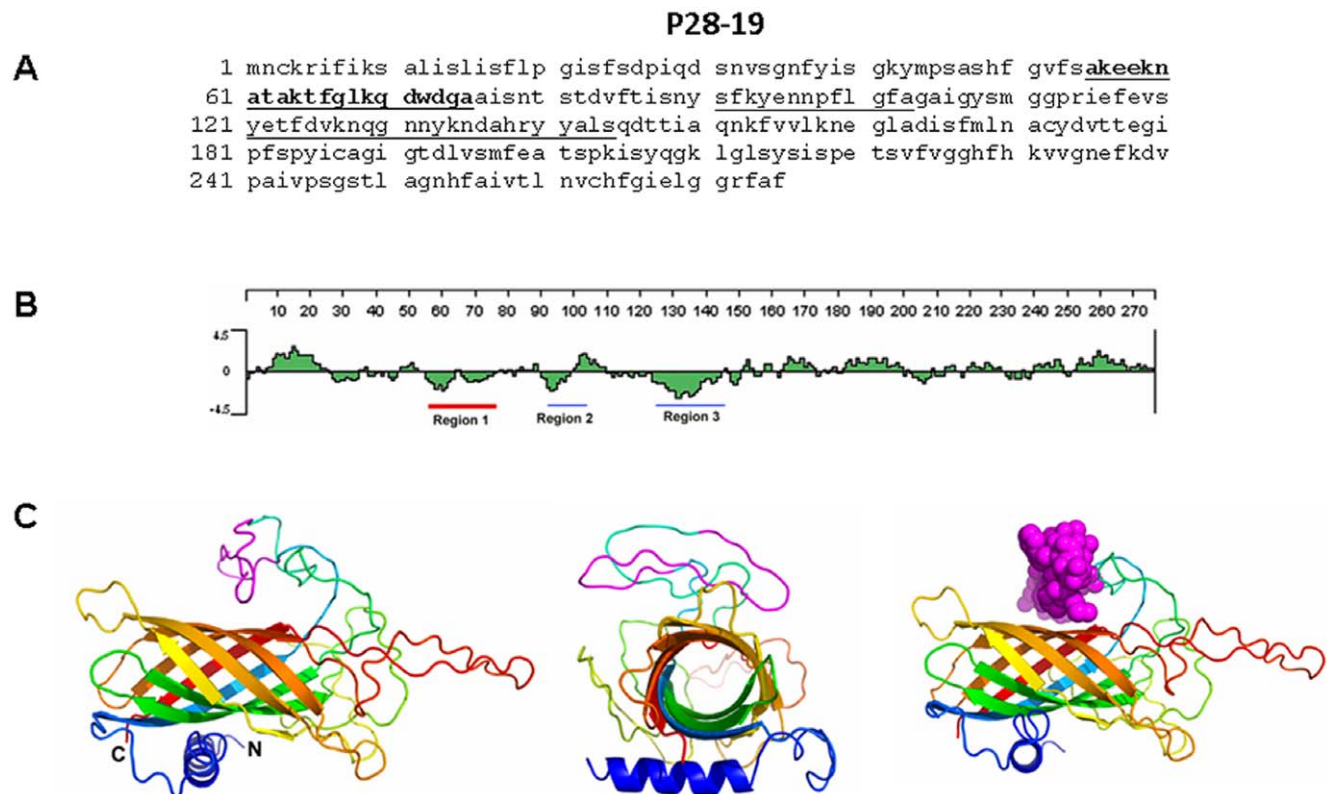 P28-19
A
1 mnckrifiks alislisflp gisfsdpiqd snvsgnfyis gkympsashf gvfsakeekn
61 ataktfglkq dwdgaaisnt stdvftisny sfkyennpfl gfagaigysm ggpriefevs
121 yetfdvknqg nnykndahry yalsqdttia qnkfvvlkne gladisfmln acydvttegi
181 pfspyicagi gtdlvsmfea tspkisyqgk lglsysispe tsvfvgghfh kvvgnefkdv
241 paivpsgstl agnhfaivtl nvchfgielg grfaf
B
10 20 30 40 50 60 70 80 90 100 110 120 130 140 150 160 170 180 190 200 210 220 230 240 250 260 270
4.5
0
-4.5
Region 1 Region 2 Region 3
C
C N